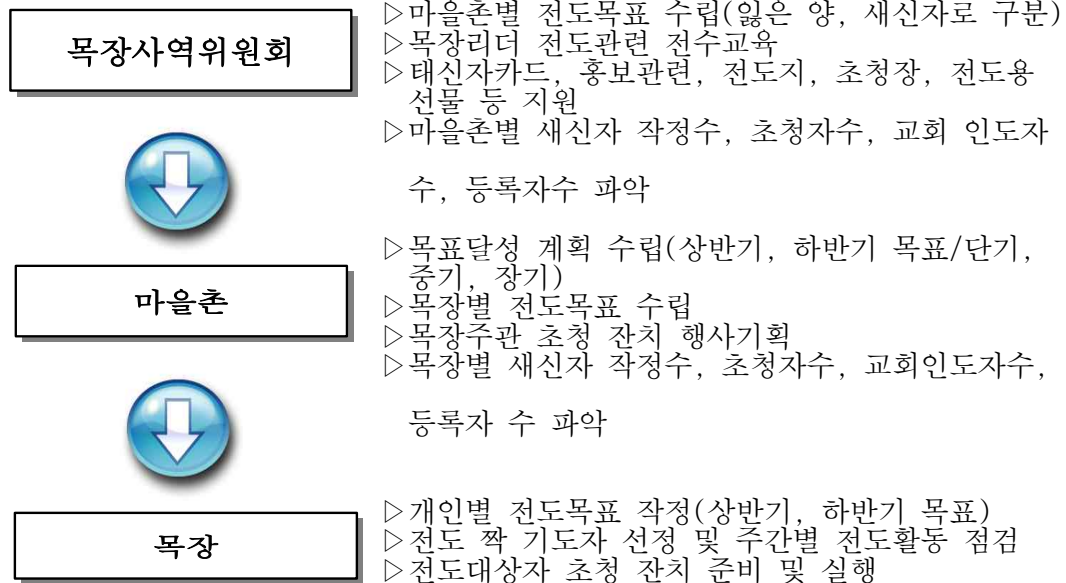 목장사역위원회
▷마을촌별 전도목표 수립(잃은 양, 새신자로 구분)
▷목장리더 전도관련 전수교육
▷태신자카드, 홍보관련, 전도지, 초청장, 전도용
선물 등 지원
▷마을촌별 새신자 작정수, 초청자수, 교회 인도자
수, 등록자수 파악
마을촌
▷목표달성 계획 수립(상반기, 하반기 목표/단기,
중기, 장기)
▷목장별 전도목표 수립
▷목장주관 초청 잔치 행사기획
▷목장별 새신자 작정수, 초청자수, 교회인도자수,
등록자 수 파악
목장
▷개인별 전도목표 작정(상반기, 하반기 목표)
▷전도 짝 기도자 선정 및 주간별 전도활동 점검
▷전도대상자 초청 잔치 준비 및 실행